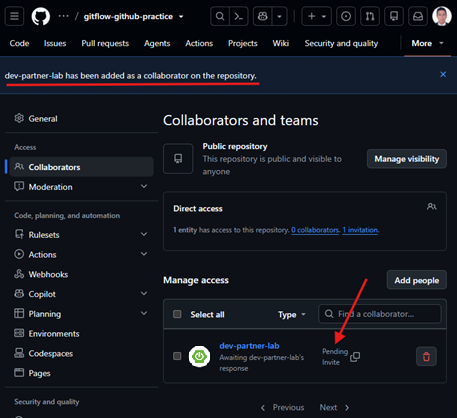 ... / gitflow-github-practice
Code Issues Pull requests Agents Actions Projects Wiki Security and quality More
dev-partner-lab has been added as a collaborator on the repository.
General
Access
Collaborators
Moderation
Code, planning, and automation
Rulesets
Actions
Webhooks
Copilot
Planning
Environments
Codespaces
Pages
Security and quality
Collaborators and teams
Public repository
This repository is public and visible to
anyone
Manage visibility
Direct access
1 entity has access to this repository. 0 collaborators. 1 invitation.
Manage access
Add people
Select all
Type
Find a collaborator...
dev-partner-lab
Awaiting dev-partner-lab's
response
Pending
Invite
Previous Next